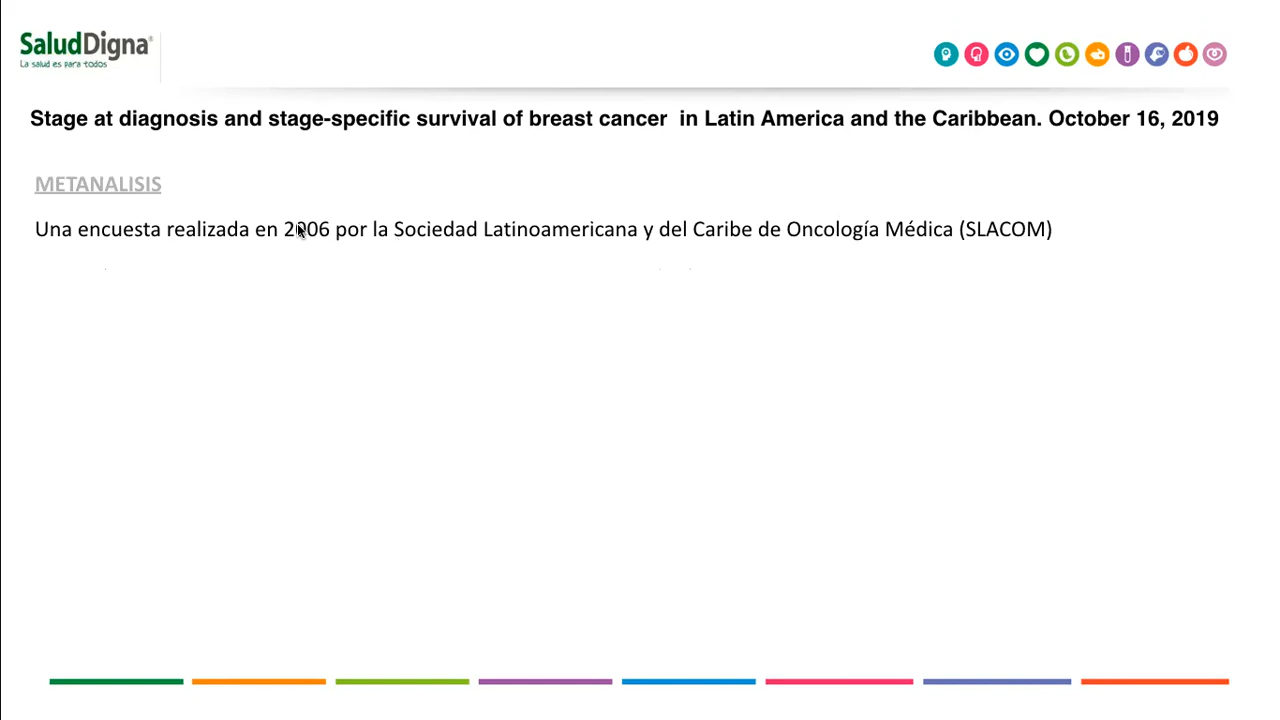 SaludDigna
La salud es para todos
Stage at diagnosis and stage-specific survival of breast cancer in Latin America and the Caribbean. October 16, 2019
METANALISIS
Una encuesta realizada en 2006 por la Sociedad Latinoamericana y del Caribe de Oncología Médica (SLACOM)